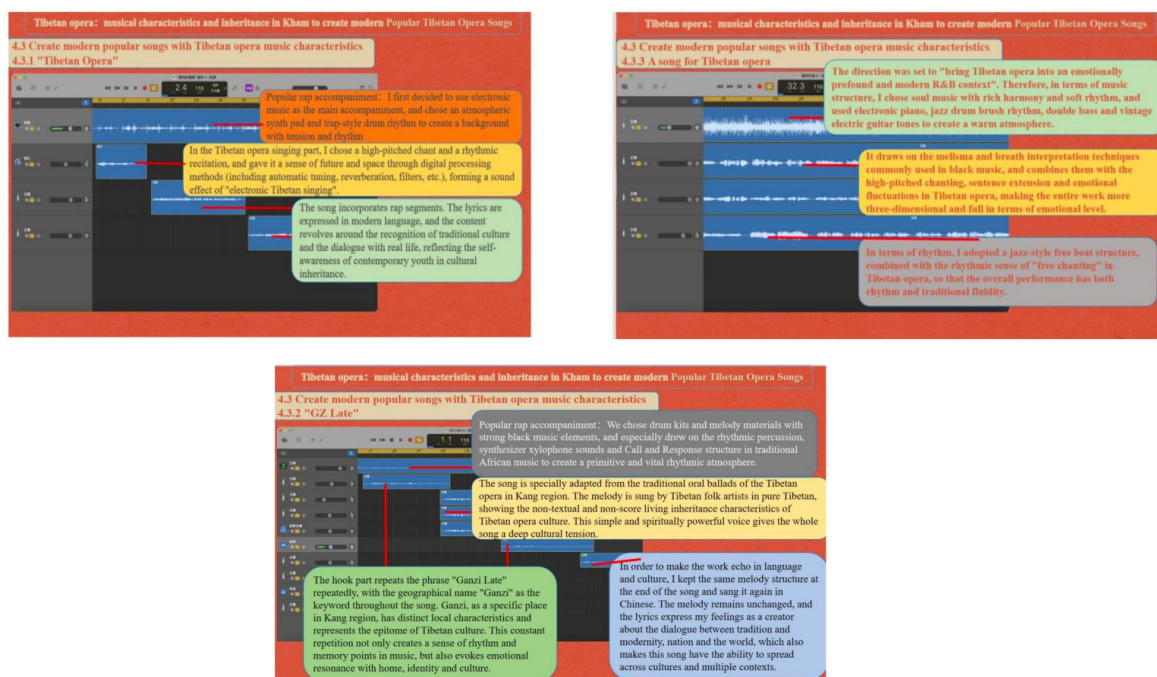 Tibetan opera：musical characteristics and inheritance in Kham to create modern Popular Tibetan Opera Songs
4.3 Create modern popular songs with Tibetan opera music characteristics
4.3.1 "Tibetan Opera"
2.4 110
Popular rap accompaniment：I first decided to use electronic
music as the main accompaniment, and chose an atmospheric
synth pad and trap-style drum rhythm to create a background
with tension and rhythm
In the Tibetan opera singing part, I chose a high-pitched chant and a rhythmic
recitation, and gave it a sense of future and space through digital processing
methods (including automatic tuning, reverberation, filters, etc.), forming a sound
effect of "electronic Tibetan singing".
The song incorporates rap segments. The lyrics are
expressed in modern language, and the content
revolves around the recognition of traditional culture
and the dialogue with real life, reflecting the self-
awareness of contemporary youth in cultural
inheritance.
Tibetan opera：musical characteristics and inheritance in Kham to create modern Popular Tibetan Opera Songs
4.3 Create modern popular songs with Tibetan opera music characteristics
4.3.3 A song for Tibetan opera
32.3 110
The direction was set to "bring Tibetan opera into an emotionally
profound and modern R&B context". Therefore, in terms of music
structure, I chose soul music with rich harmony and soft rhythm, and
used electronic piano, jazz drum brush rhythm, double bass and vintage
electric guitar tones to create a warm atmosphere.
It draws on the melisma and breath interpretation techniques
commonly used in black music, and combines them with the
high-pitched chanting, sentence extension and emotional
fluctuations in Tibetan opera, making the entire work more
three-dimensional and full in terms of emotional level.
In terms of rhythm, I adopted a jazz-style free beat structure,
combined with the rhythmic sense of "free chanting" in
Tibetan opera, so that the overall performance has both
rhythm and traditional fluidity.
Tibetan opera：musical characteristics and inheritance in Kham to create modern Popular Tibetan Opera Songs
4.3 Create modern popular songs with Tibetan opera music characteristics
4.3.2 "GZ Late"
1.1 110
Popular rap accompaniment：We chose drum kits and melody materials with
strong black music elements, and especially drew on the rhythmic percussion,
synthesizer xylophone sounds and Call and Response structure in traditional
African music to create a primitive and vital rhythmic atmosphere.
The song is specially adapted from the traditional oral ballads of the Tibetan
opera in Kang region. The melody is sung by Tibetan folk artists in pure Tibetan,
showing the non-textual and non-score living inheritance characteristics of
Tibetan opera culture. This simple and spiritually powerful voice gives the whole
song a deep cultural tension.
The hook part repeats the phrase "Ganzi Late"
repeatedly, with the geographical name "Ganzi" as the
keyword throughout the song. Ganzi, as a specific place
in Kang region, has distinct local characteristics and
represents the epitome of Tibetan culture. This constant
repetition not only creates a sense of rhythm and
memory points in music, but also evokes emotional
resonance with home, identity and culture.
In order to make the work echo in language
and culture, I kept the same melody structure at
the end of the song and sang it again in
Chinese. The melody remains unchanged, and
the lyrics express my feelings as a creator
about the dialogue between tradition and
modernity, nation and the world, which also
makes this song have the ability to spread
across cultures and multiple contexts.